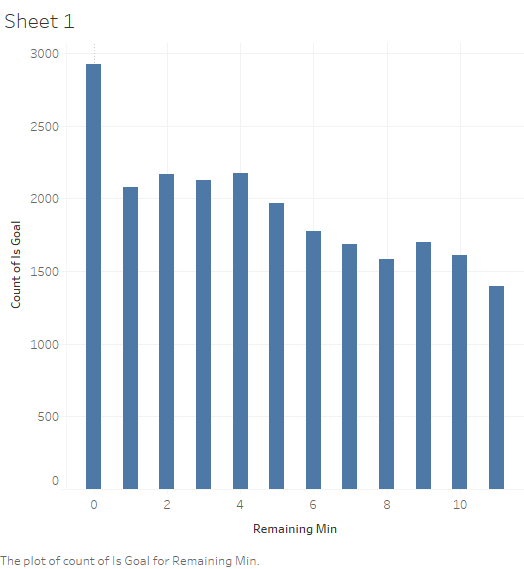 Sheet 1
3000
2500
2000
1500
1000
500
0
Count of Is Goal
0 2 4 6 8 10
Remaining Min
The plot of count of Is Goal for Remaining Min.